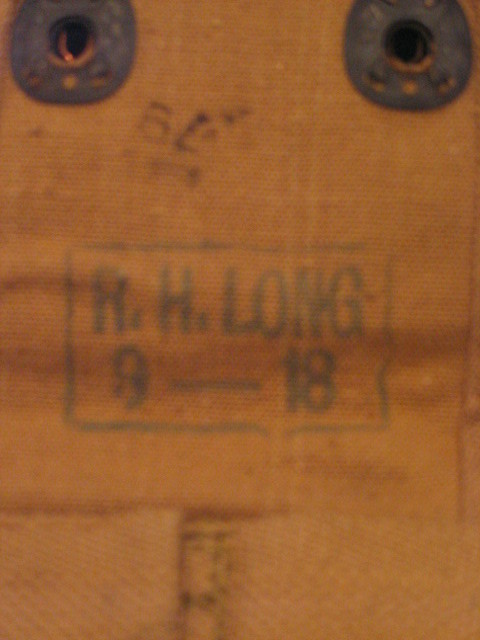 R. H. LONG
9 — 18